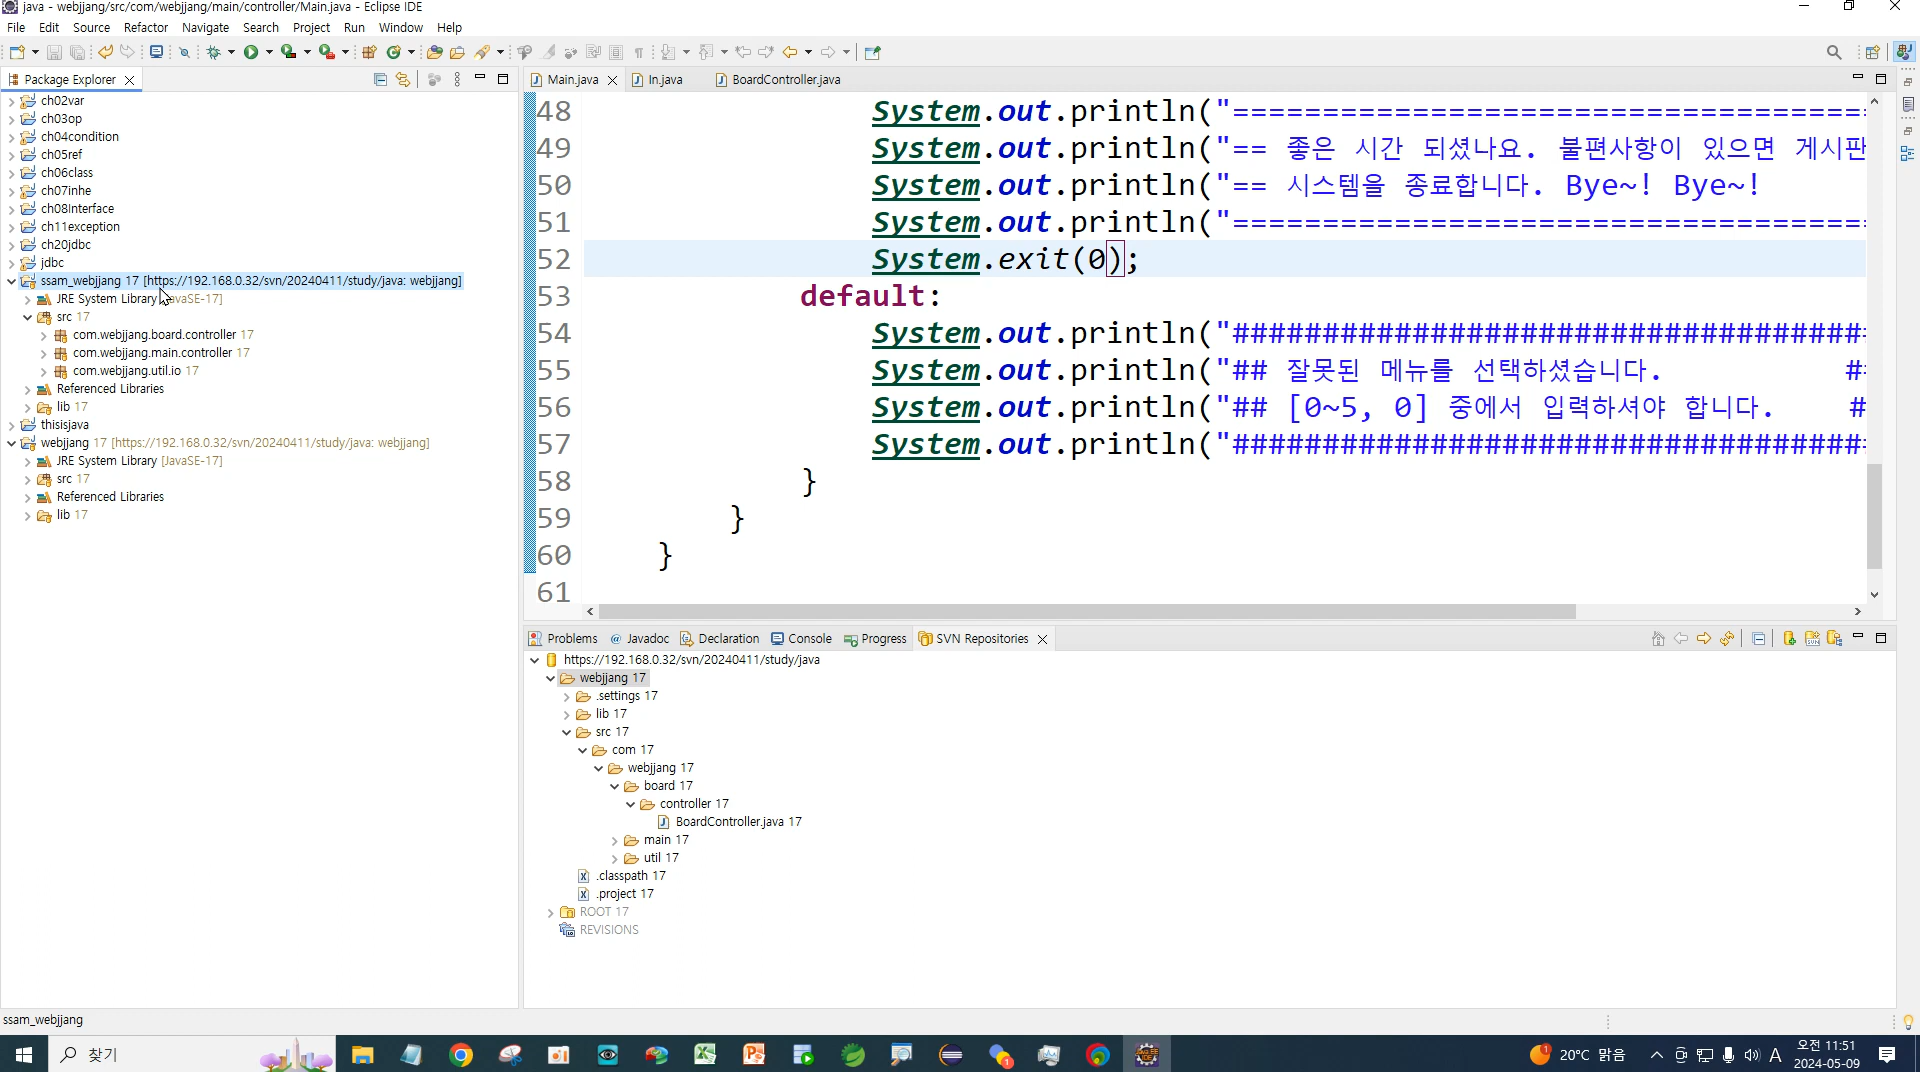 java - webjjang/src/com/webjjang/main/controller/Main.java - Eclipse IDE
File Edit Source Refactor Navigate Search Project Run Window Help
Package Explorer
ch02var
ch03op
ch04condition
ch05ref
ch06class
ch07inhe
ch08Interface
ch11exception
ch20jdbc
jdbc
ssam_webjjang 17 [https://192.168.0.32/svn/20240411/study/java: webjjang]
JRE System Library [JavaSE-17]
src 17
com.webjjang.board.controller 17
com.webjjang.main.controller 17
com.webjjang.util.io 17
Referenced Libraries
lib 17
thisisjava
webjjang 17 [https://192.168.0.32/svn/20240411/study/java: webjjang]
JRE System Library [JavaSE-17]
src 17
Referenced Libraries
lib 17
Main.java In.java BoardController.java
48 System.out.println("===================================
49 System.out.println("== 좋은 시간 되셨나요. 불편사항이 있으면 게시판
50 System.out.println("== 시스템을 종료합니다. Bye~! Bye~!
51 System.out.println("===================================
52 System.exit(0);
53 default:
54 System.out.println("###################################
55 System.out.println("## 잘못된 메뉴를 선택하셨습니다. #
56 System.out.println("## [0~5, 0] 중에서 입력하셔야 합니다. #
57 System.out.println("###################################
58 }
59 }
60 }
61
Problems @ Javadoc Declaration Console Progress SVN Repositories
https://192.168.0.32/svn/20240411/study/java
webjjang 17
.settings 17
lib 17
src 17
com 17
webjjang 17
board 17
controller 17
BoardController.java 17
main 17
util 17
.classpath 17
.project 17
ROOT 17
REVISIONS
ssam_webjjang
찾기
20°C 맑음
A
오전 11:51
2024-05-09